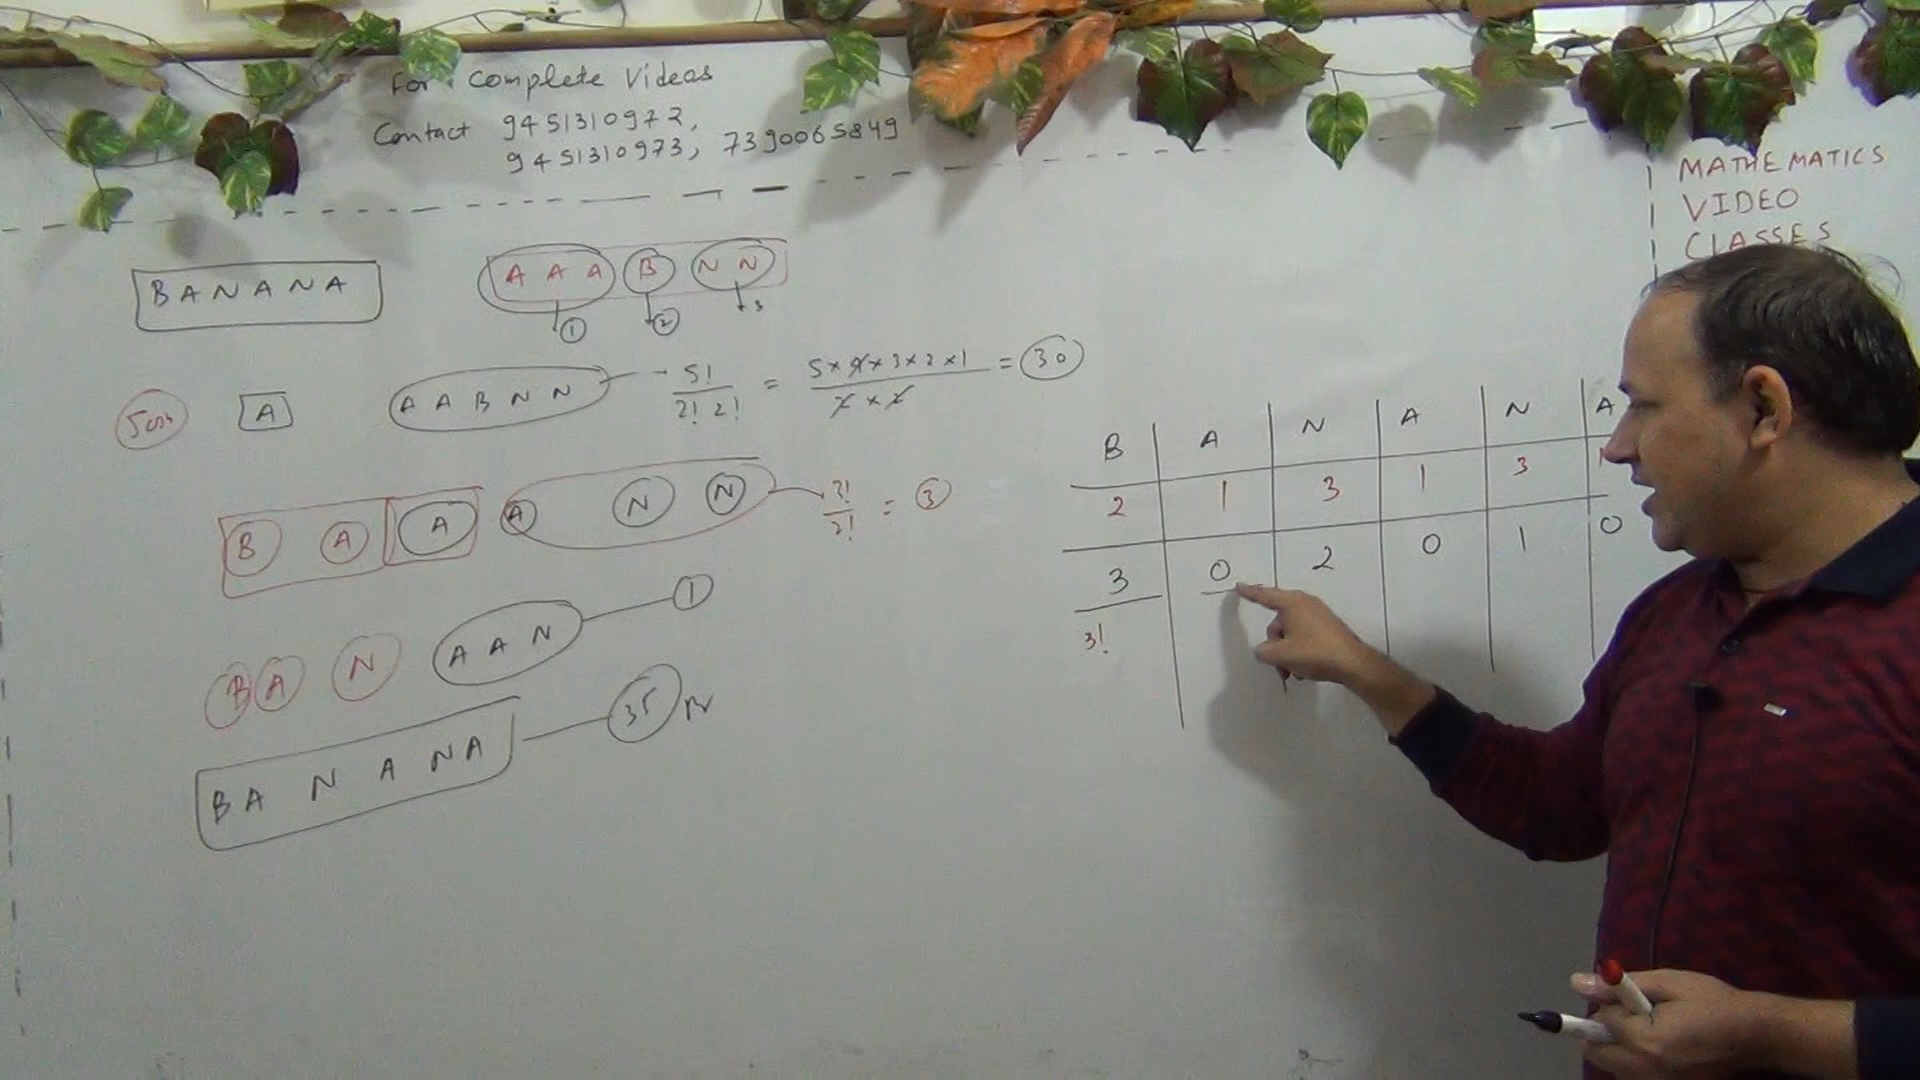 For Complete Videos
Contact 9451310972,
9451310973, 7390065849
MATHEMATICS
VIDEO
CLASSES
BANANA
A A A B N N
1 2 3
A
A A B N N
5!/2! 2! = 5×4×3×2×1/2×2 = 30
B A A A N N 3!/2! = 3
B A N A A N 1
B A N A N A 35
B A N A N A
2 1 3 1 3 1
3 0 2 0 1 0
3!